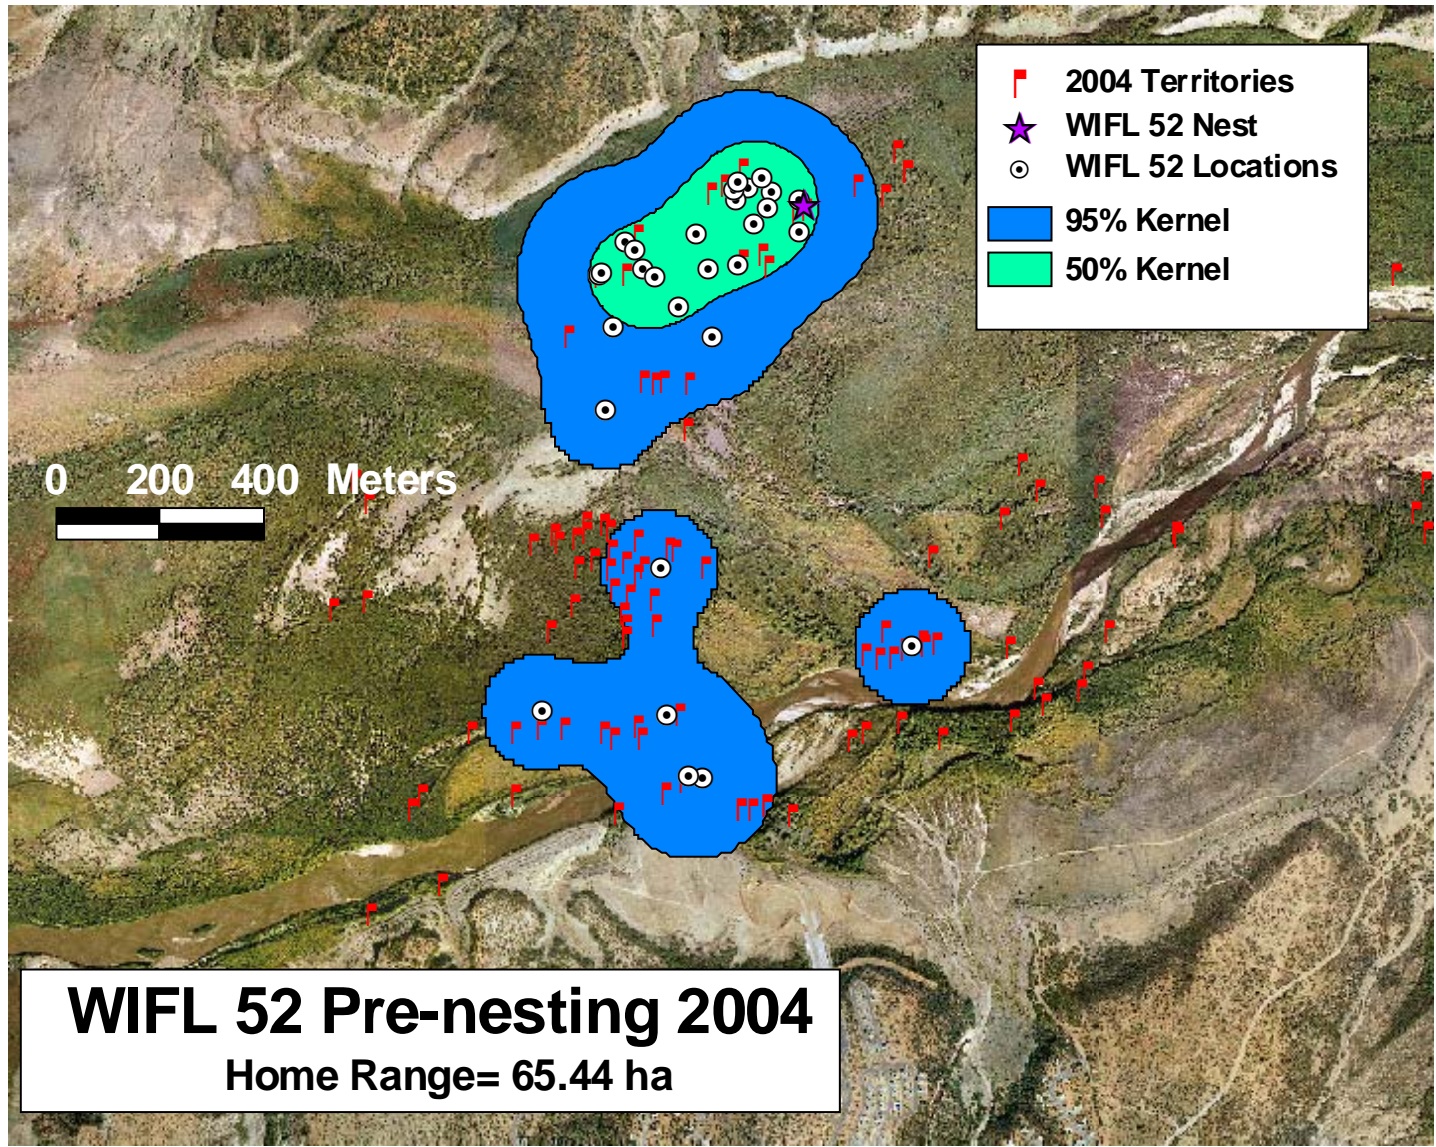 2004 Territories
WIFL 52 Nest
WIFL 52 Locations
95% Kernel
50% Kernel
0 200 400 Meters
WIFL 52 Pre-nesting 2004
Home Range= 65.44 ha